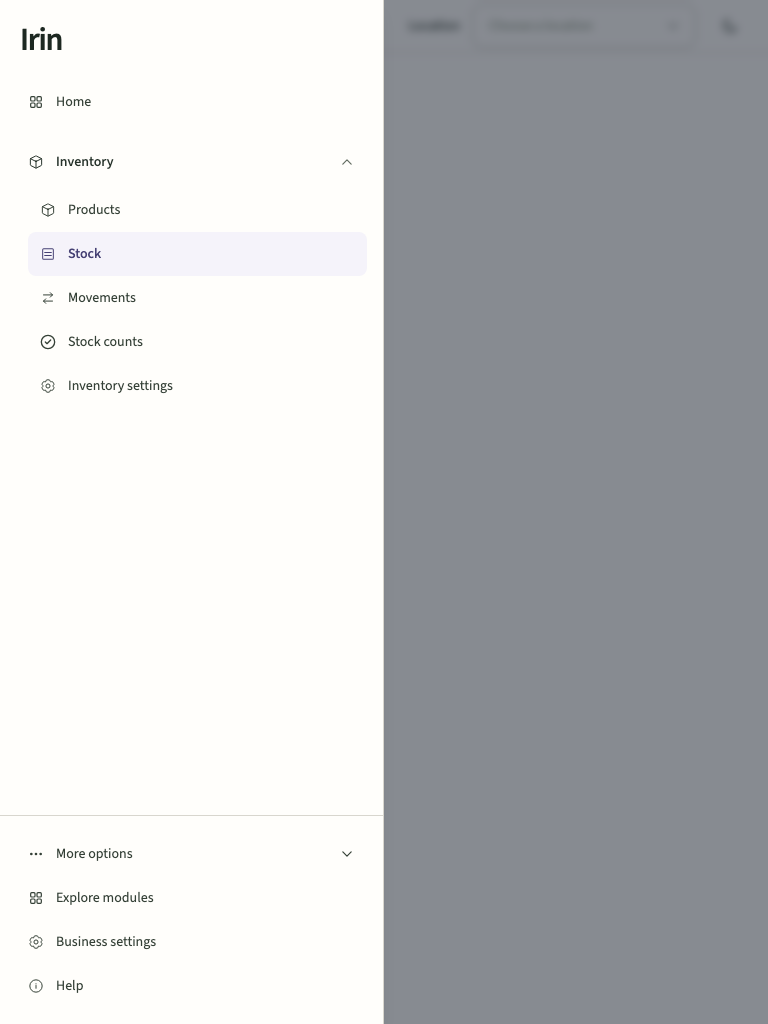 Irin
Home
Inventory
Products
Stock
Movements
Stock counts
Inventory settings
More options
Explore modules
Business settings
Help